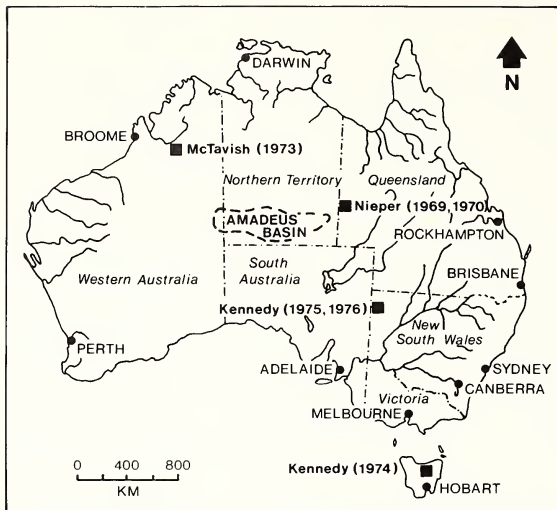 DARWIN
N
BROOME
McTavish (1973)
Northern Territory
Queensland
Nieper (1969, 1970)
AMADEUS
BASIN
ROCKHAMPTON
South
Australia
Western Australia
BRISBANE
Kennedy (1975, 1976)
New
South Wales
PERTH
ADELAIDE
SYDNEY
CANBERRA
Victoria
MELBOURNE
0 400 800
KM
Kennedy (1974)
HOBART